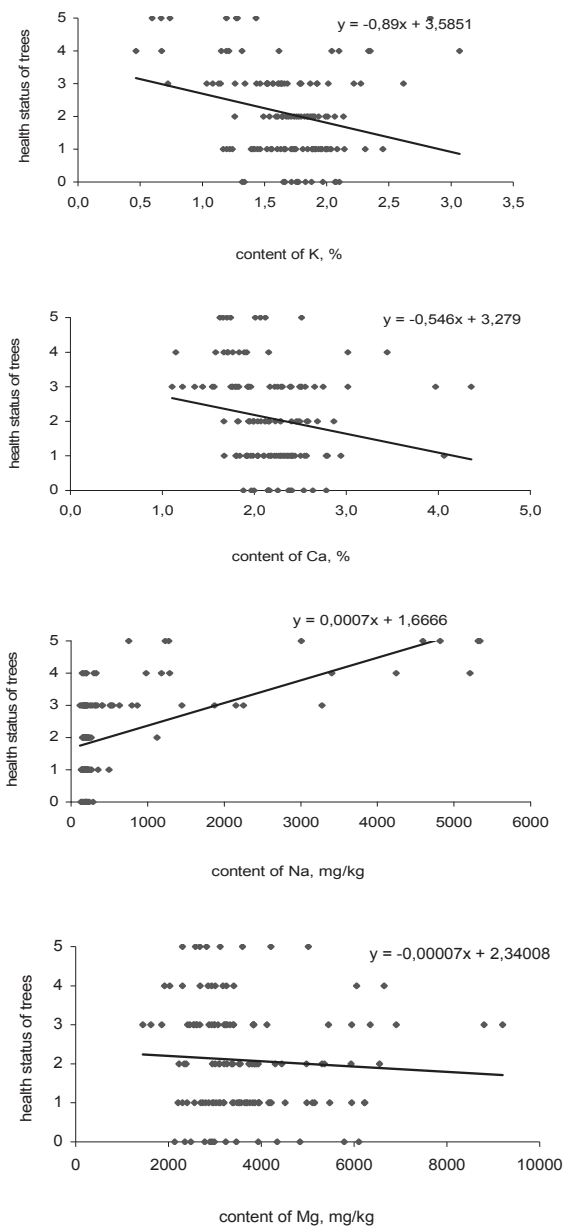 y = -0,89x + 3,5851
health status of trees
5
4
3
2
1
0
0 0,5 1,0 1,5 2,0 2,5 3,0 3,5
content of K, %
y = -0,546x + 3,279
health status of trees
5
4
3
2
1
0
0,0 1,0 2,0 3,0 4,0 5,0
content of Ca, %
y = 0,0007x + 1,6666
health status of trees
5
4
3
2
1
0
0 1000 2000 3000 4000 5000 6000
content of Na, mg/kg
y = -0,00007x + 2,34008
health status of trees
5
4
3
2
1
0
0 2000 4000 6000 8000 10000
content of Mg, mg/kg